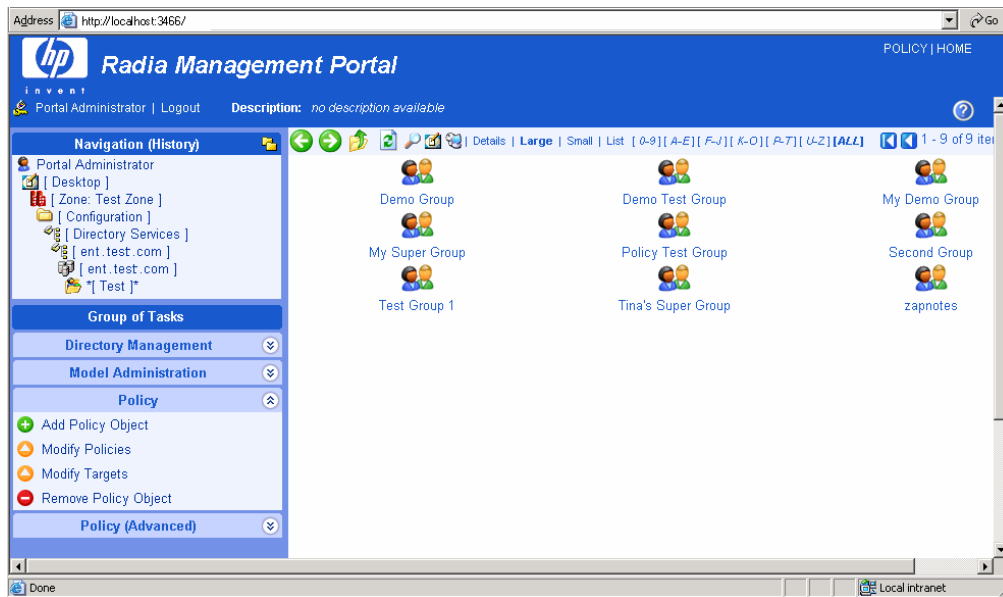 Address http://localhost:3466/ Go
hp
invent
Radia Management Portal
POLICY | HOME
Portal Administrator | Logout Description: no description available
Navigation (History)
Portal Administrator
[ Desktop ]
[ Zone: Test Zone ]
[ Configuration ]
[ Directory Services ]
[ ent.test.com ]
[ ent.test.com ]
*[ Test ]*
Group of Tasks
Directory Management
Model Administration
Policy
Add Policy Object
Modify Policies
Modify Targets
Remove Policy Object
Policy (Advanced)
| Details | Large | Small | List [ 0-9 ] [ A-E ] [ F-J ] [ K-O ] [ P-T ] [ U-Z ] [ALL] 1 - 9 of 9
Demo Group Demo Test Group My Demo Group
My Super Group Policy Test Group Second Group
Test Group 1 Tina's Super Group zapnotes
Done Local intranet